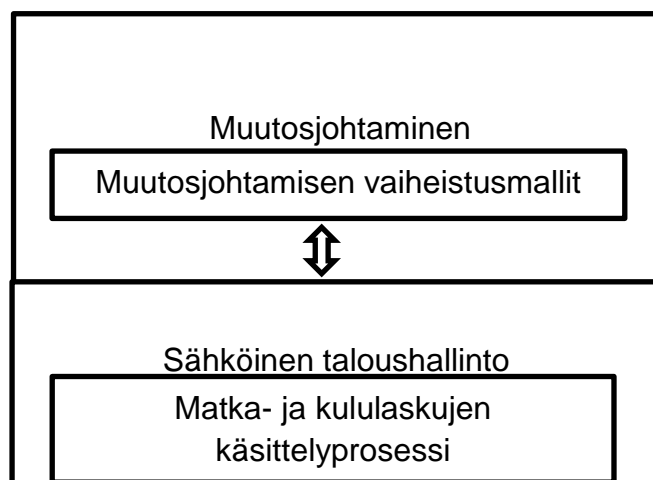 Muutosjohtaminen
Muutosjohtamisen vaiheistusmallit
Sähköinen taloushallinto
Matka- ja kululaskujen
käsittelyprosessi